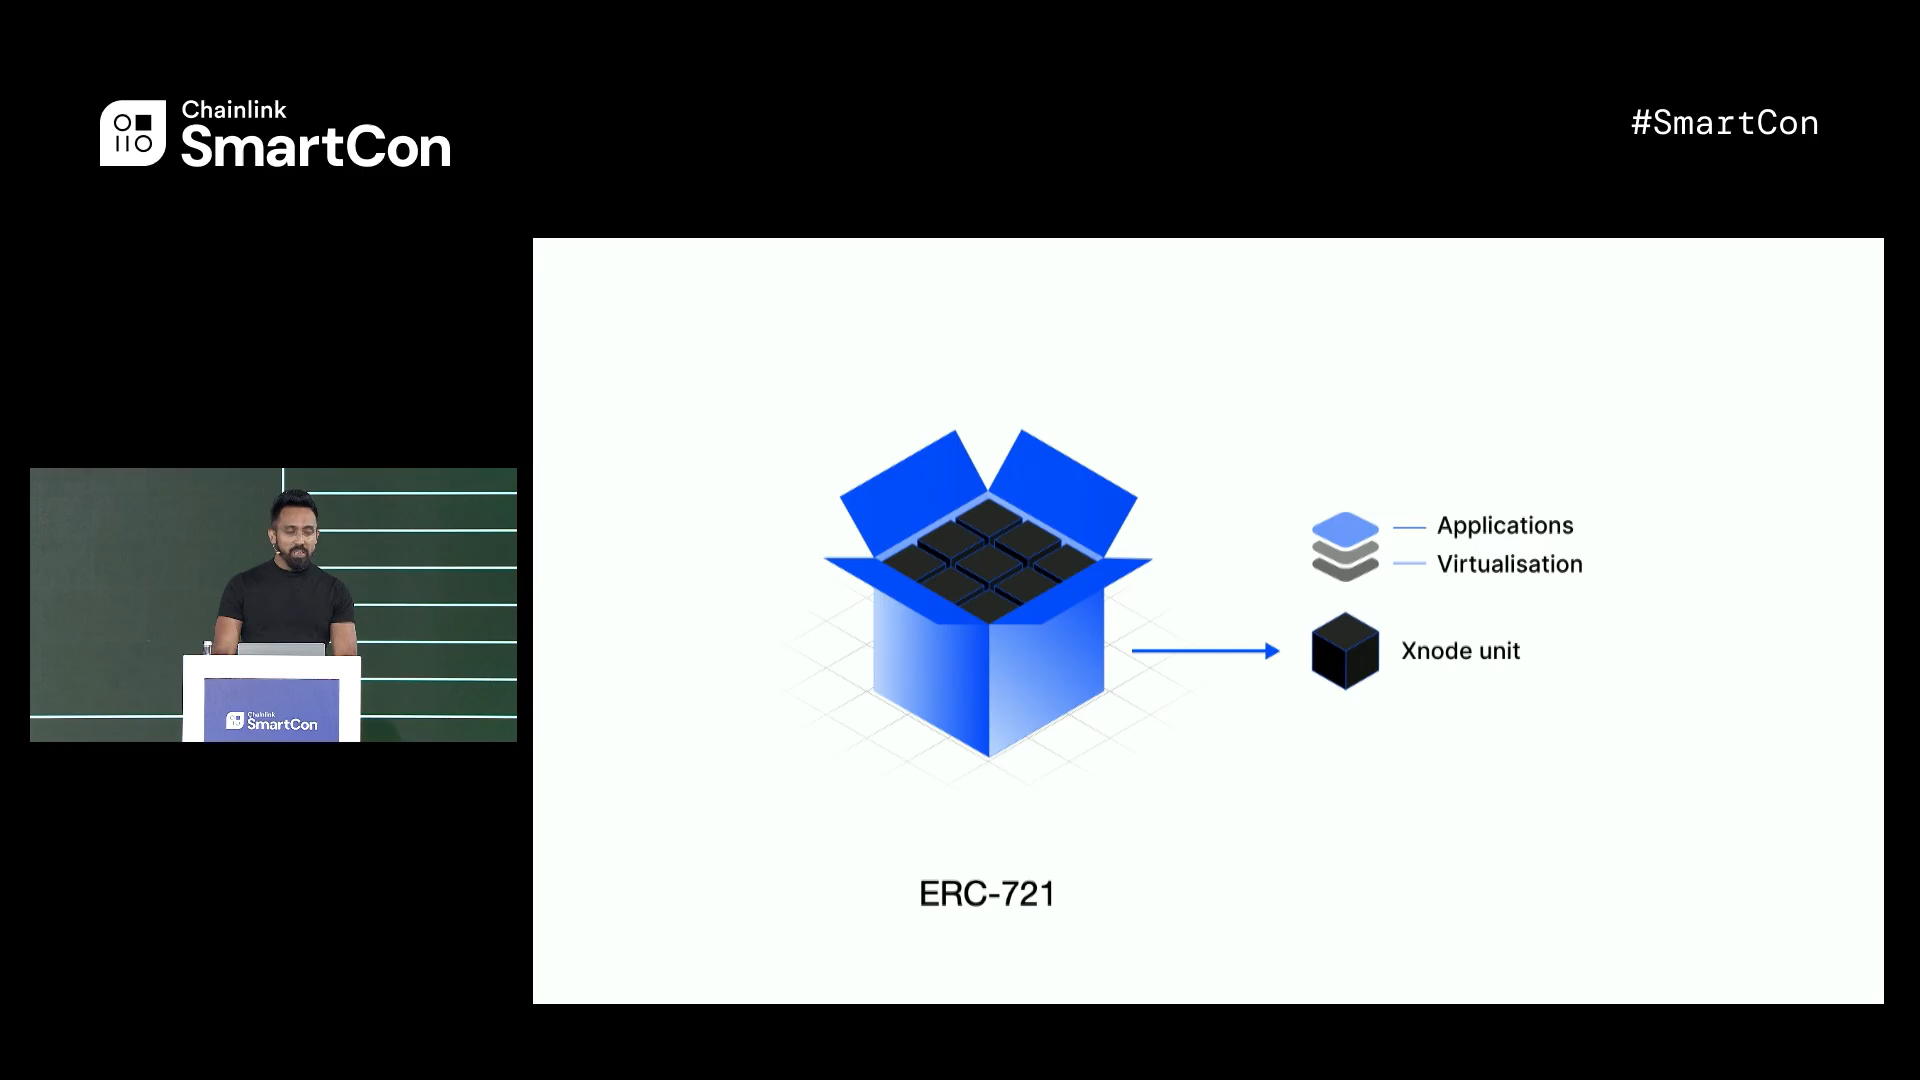 Chainlink
SmartCon
#SmartCon
Applications
Virtualisation
Xnode unit
ERC-721
Chainlink
SmartCon